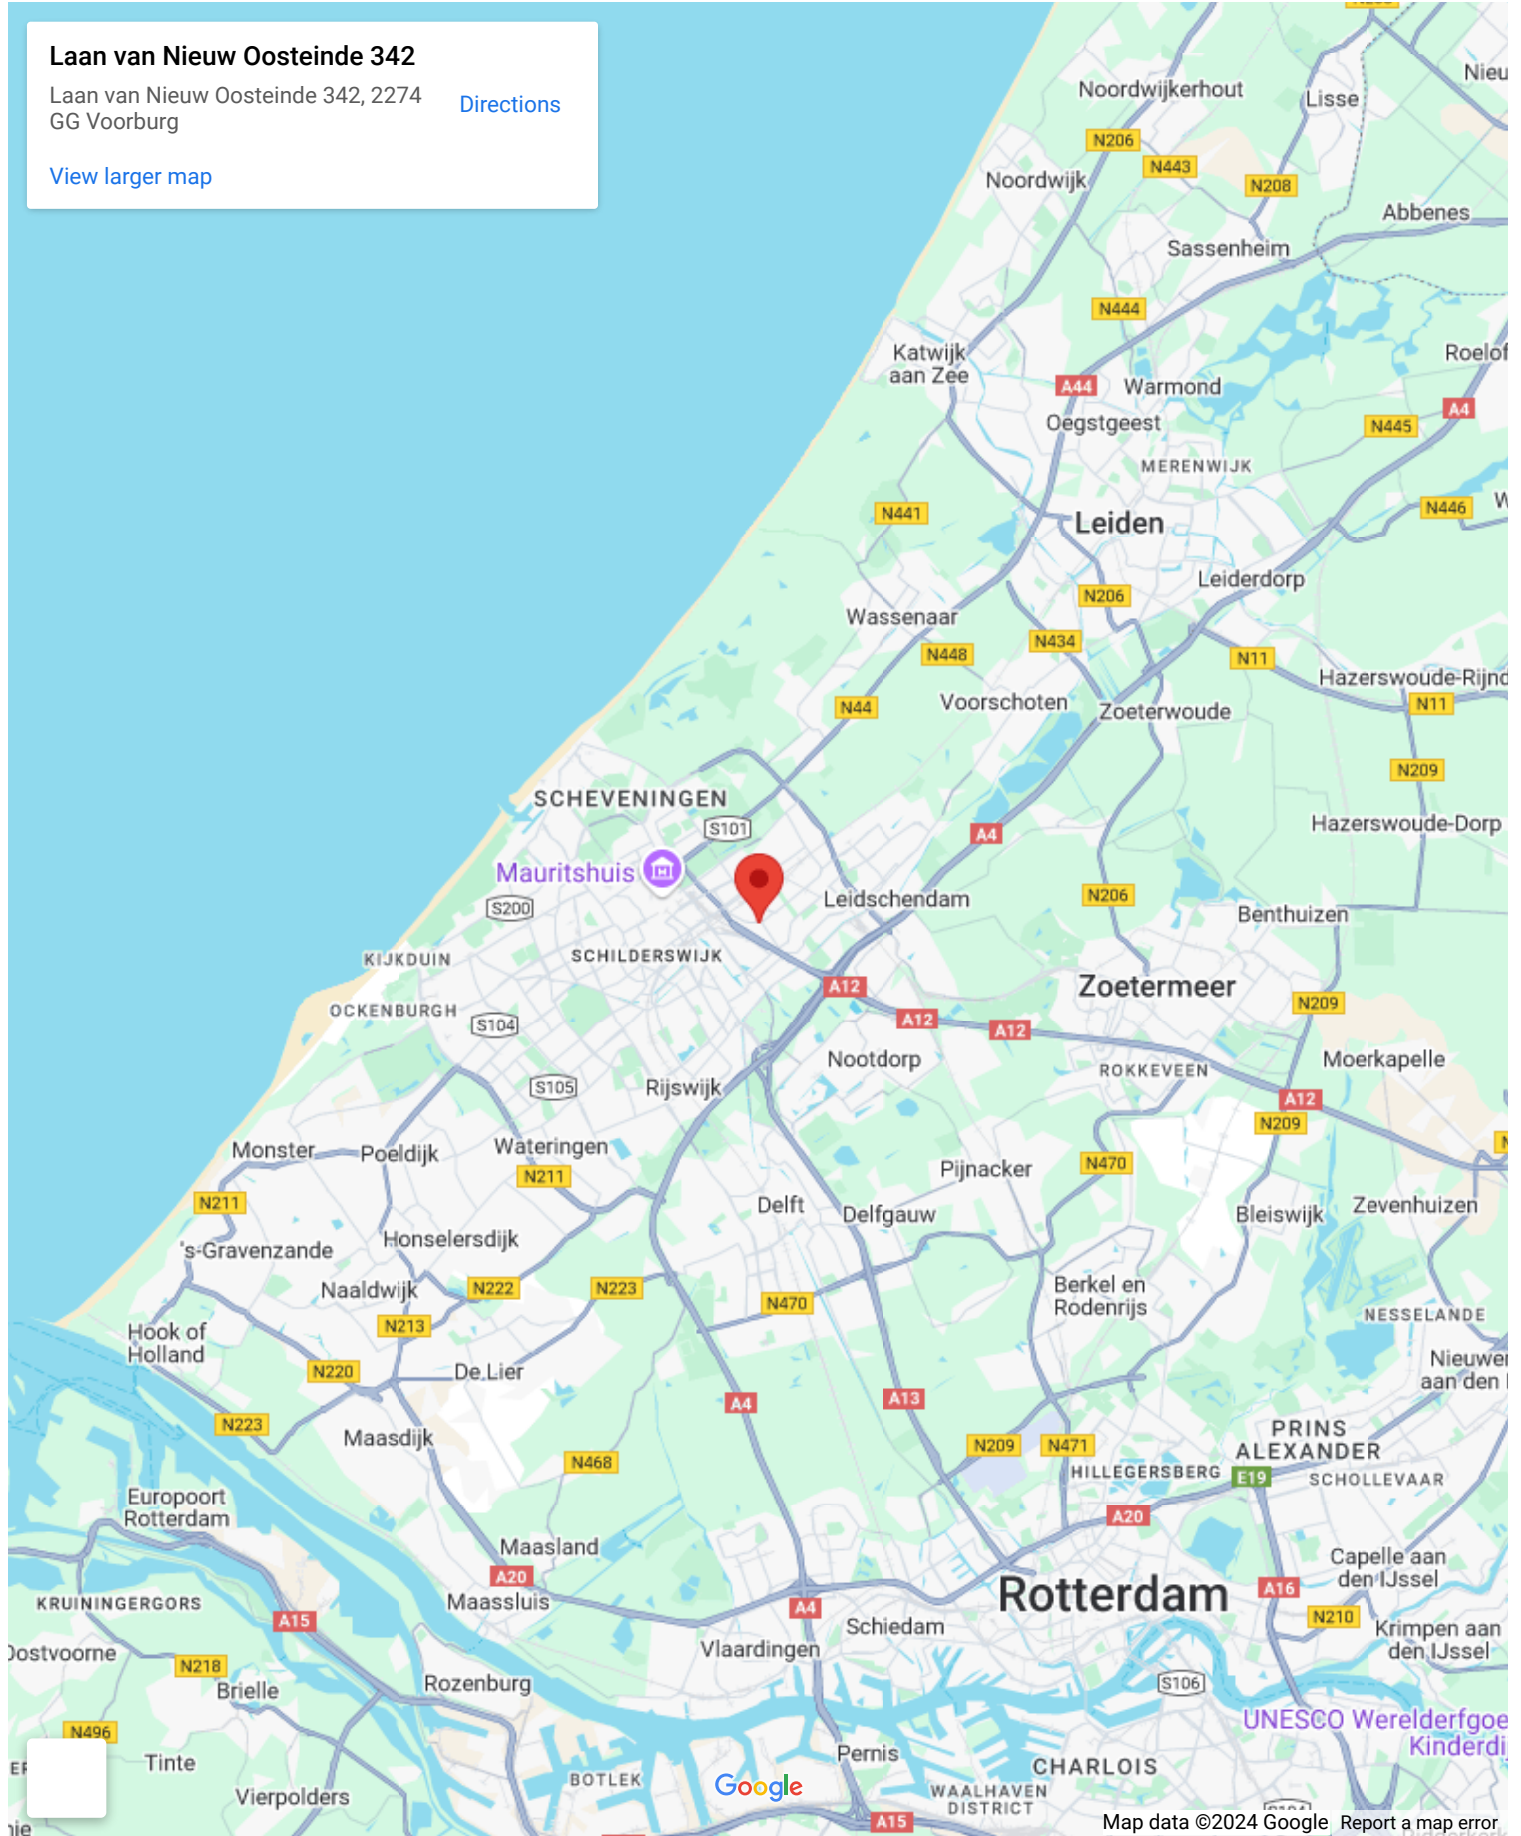 Laan van Nieuw Oosteinde 342
Laan van Nieuw Oosteinde 342, 2274
GG Voorburg
Directions
View larger map
Noordwijkerhout
Lisse
N206
N443
Noordwijk
N208
Abbenes
Sassenheim
N444
Katwijk
aan Zee
A44
Warmond
A4
Oegstgeest
N445
MERENWIJK
N441
N446
Leiden
Leiderdorp
N206
Wassenaar
N434
N448
N11
Voorschoten
N44
Zoeterwoude
N11
N209
SCHEVENINGEN
S101
A4
Hazerswoude-Dorp
Mauritshuis
Leidschendam
N206
S200
Benthuizen
KIJKDUIN
SCHILDERSWIJK
A12
Zoetermeer
N209
OCKENBURGH
S104
A12
A12
Nootdorp
Moerkapelle
ROKKEVEEN
S105
Rijswijk
A12
N209
Monster
Poeldijk
Wateringen
N211
Pijnacker
N470
N211
Delft
Delfgauw
Bleiswijk
Zevenhuizen
's-Gravenzande
Honselersdijk
Naaldwijk
N222
N223
N470
Berkel en
Rodenrijs
NESSELANDE
N213
Hook of
Holland
N220
De Lier
A4
A13
N223
Maasdijk
N468
N209
N471
PRINS
ALEXANDER
HILLEGERSBERG
E19
SCHOLLEVAAR
Europoort
Rotterdam
A20
Maasland
A20
Maassluis
Rotterdam
A16
Capelle aan
den IJssel
KRUININGERGORS
A15
A4
Schiedam
N210
Krimpen aan
den IJssel
Vlaardingen
N218
Brielle
Rozenburg
S106
N496
UNESCO
Tinte
Pernis
CHARLOIS
BOTLEK
Google
Vierpolders
WAALHAVEN
DISTRICT
A15
Map data ©2024 Google
Report a map error